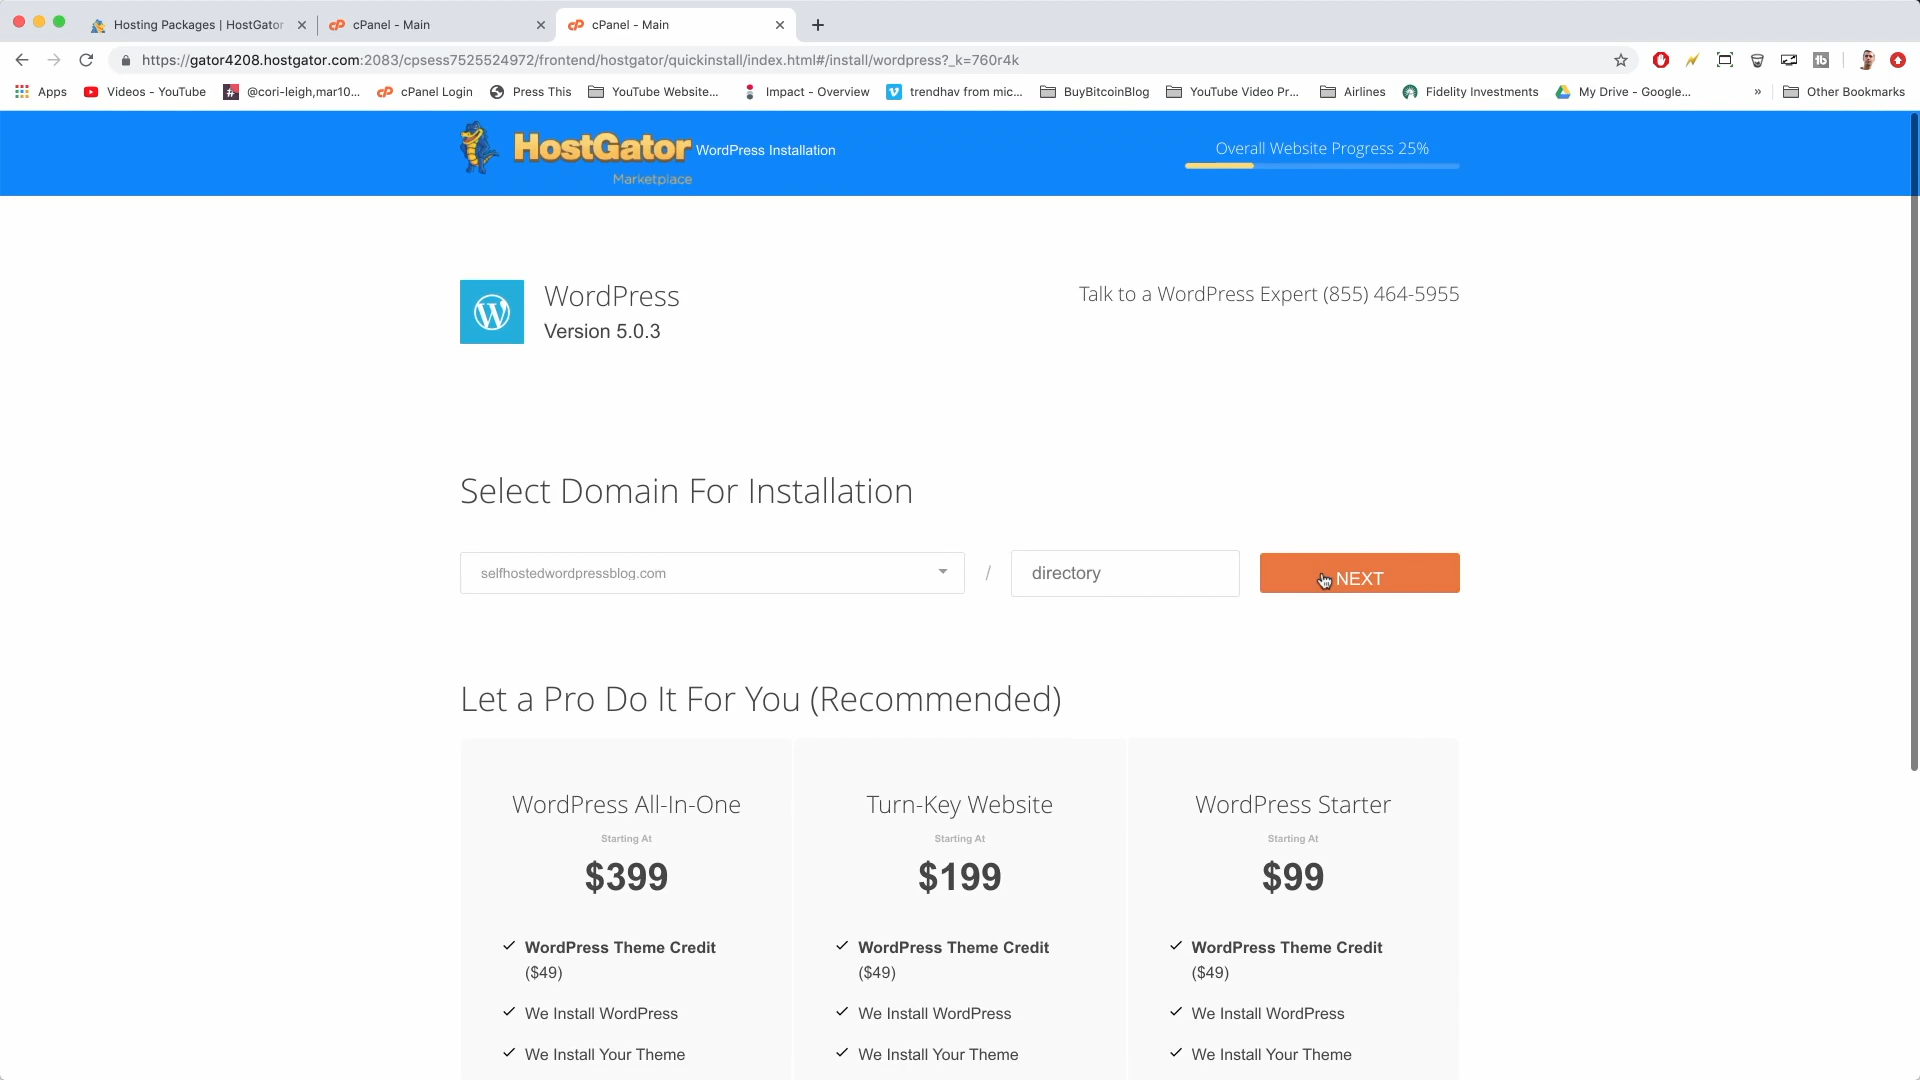 Hosting Packages | HostGator
cPanel - Main
cPanel - Main
https://gator4208.hostgator.com:2083/cpsess7525524972/frontend/hostgator/quickinstall/index.html#/install/wordpress?_k=760r4k
Apps
Videos - YouTube
@cori-leigh,mar10...
cPanel Login
Press This
YouTube Website...
Impact - Overview
trendhav from mic...
BuyBitcoinBlog
YouTube Video Pr...
Airlines
Fidelity Investments
My Drive - Google...
»
Other Bookmarks
HostGator WordPress Installation
Marketplace
Overall Website Progress 25%
WordPress
Version 5.0.3
Talk to a WordPress Expert (855) 464-5955
Select Domain For Installation
selfhostedwordpressblog.com / directory NEXT
Let a Pro Do It For You (Recommended)
WordPress All-In-One
Starting At
$399
WordPress Theme Credit
($49)
We Install WordPress
We Install Your Theme
Turn-Key Website
Starting At
$199
WordPress Theme Credit
($49)
We Install WordPress
We Install Your Theme
WordPress Starter
Starting At
$99
WordPress Theme Credit
($49)
We Install WordPress
We Install Your Theme